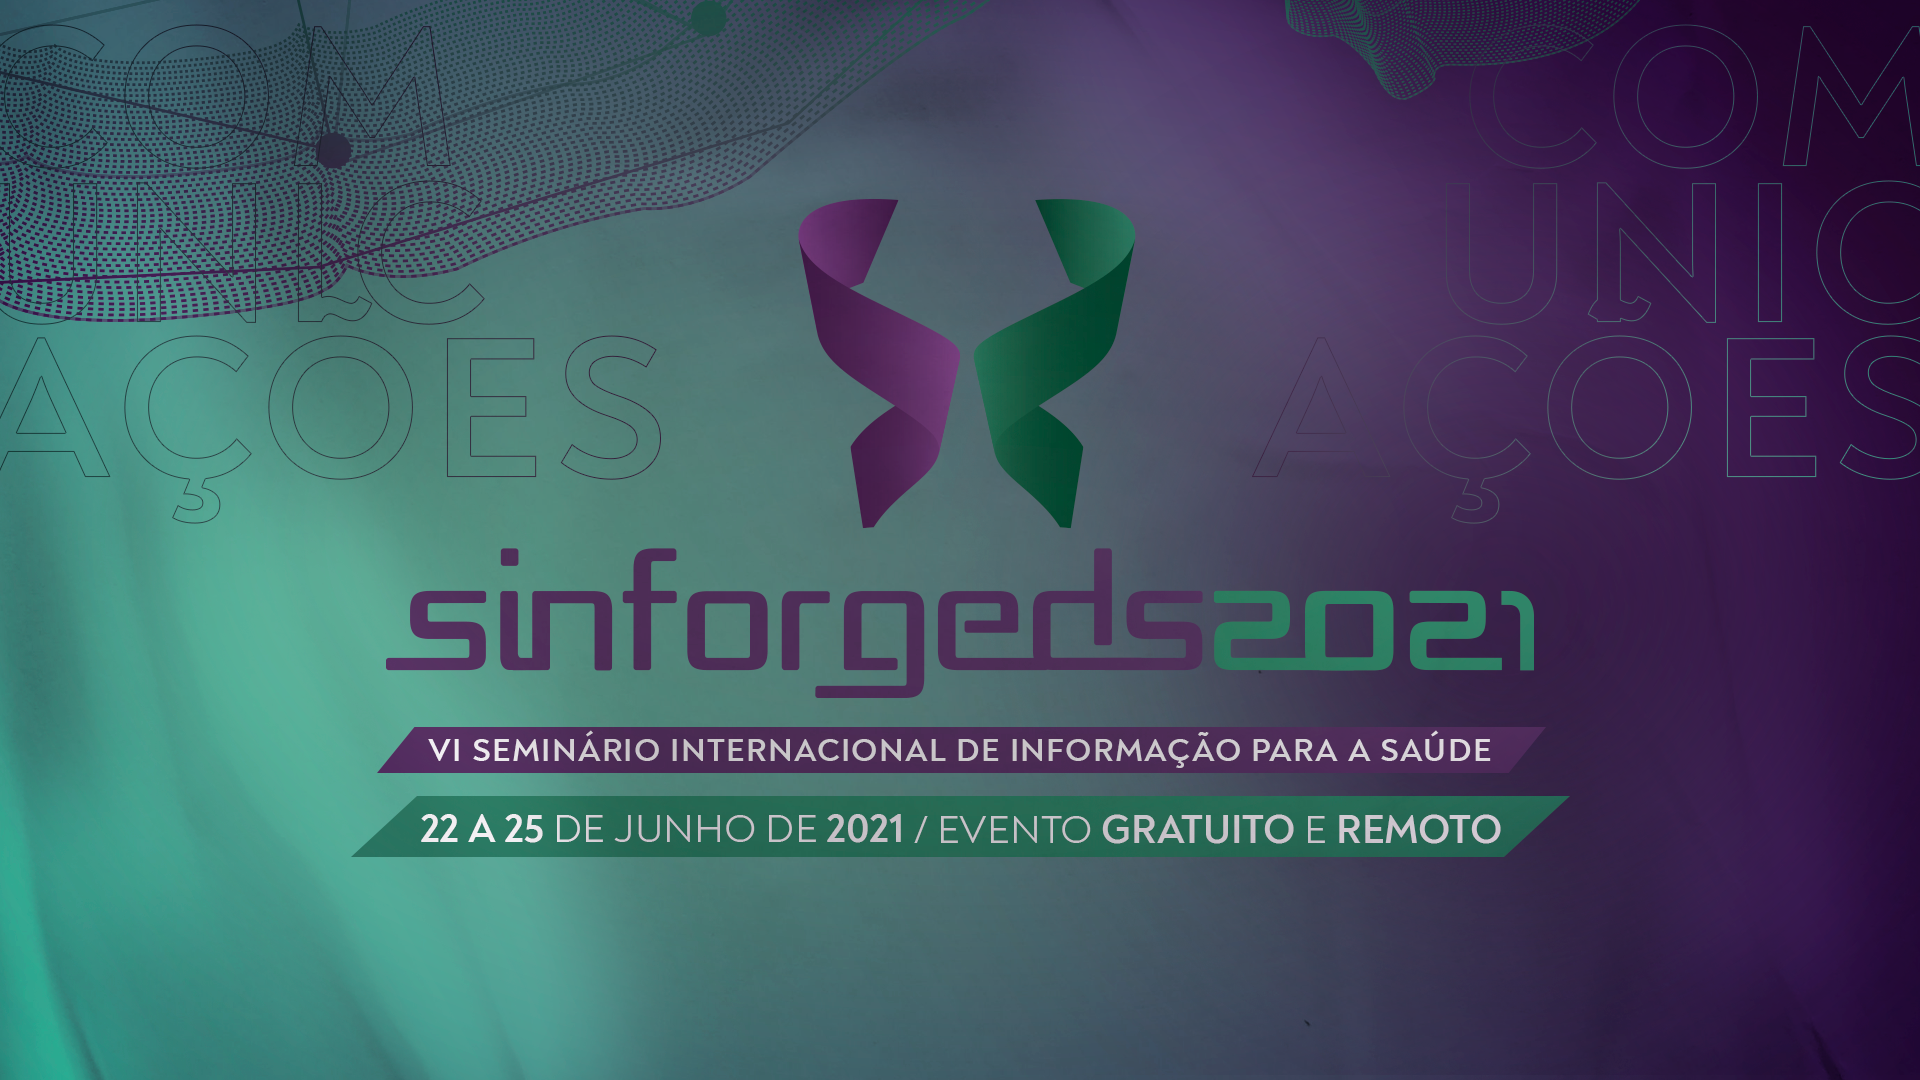 COM
UNIC
AÇÕES
COM
UNIC
AÇÕES
sinforgeds2021
VI SEMINÁRIO INTERNACIONAL DE INFORMAÇÃO PARA A SAÚDE
22 A 25 DE JUNHO DE 2021 / EVENTO GRATUITO E REMOTO